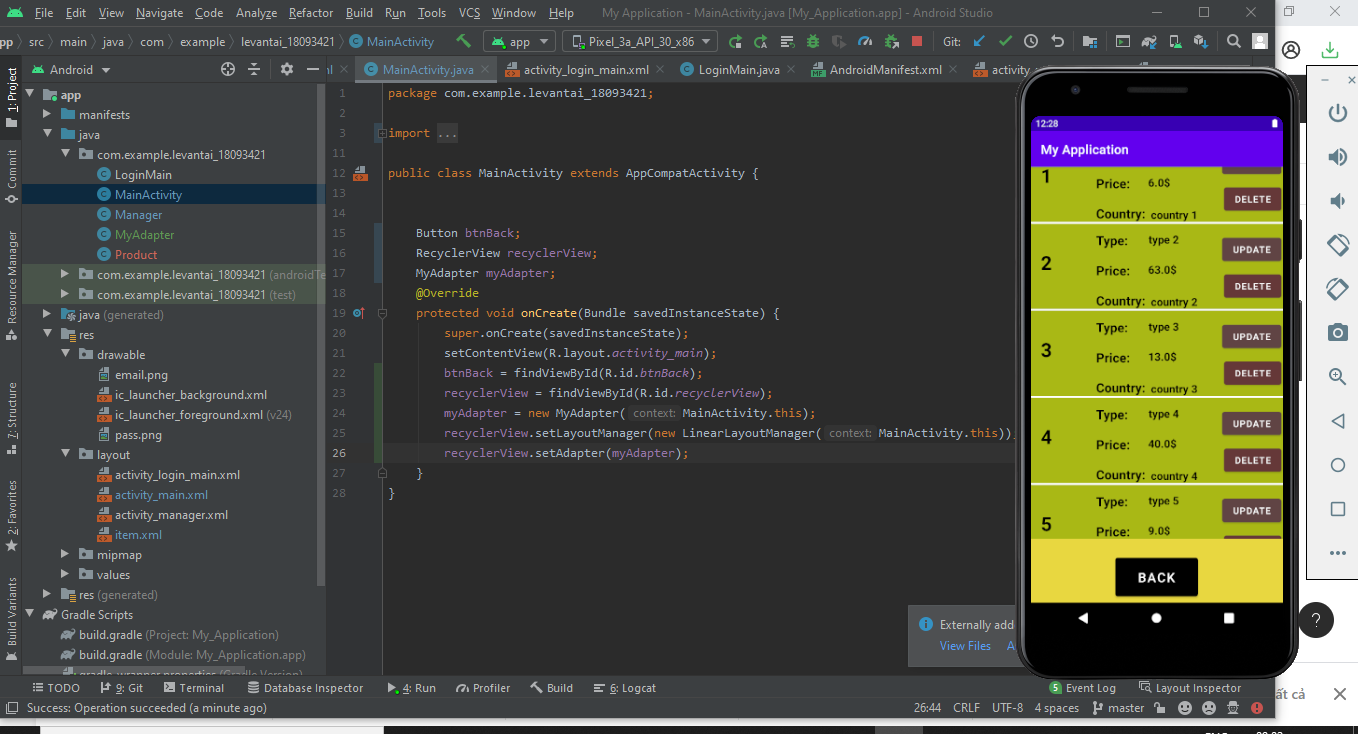 File Edit View Navigate Code Analyze Refactor Build Run Tools VCS Window Help My Application - MainActivity.java [My_Application.app] - Android Studio
pp src main java com example levantai_18093421 MainActivity app Pixel_3a_API_30_x86 Git:
Android
MainActivity.java activity_login_main.xml LoginMain.java AndroidManifest.xml
1: Project
Commit
Resource Manager
7: Structure
2: Favorites
Build Variants
app
manifests
java
com.example.levantai_18093421
LoginMain
MainActivity
Manager
MyAdapter
Product
com.example.levantai_18093421
com.example.levantai_18093421 (test)
java (generated)
res
drawable
email.png
ic_launcher_background.xml
ic_launcher_foreground.xml (v24)
pass.png
layout
activity_login_main.xml
activity_main.xml
activity_manager.xml
item.xml
mipmap
values
res (generated)
Gradle Scripts
build.gradle (Project: My_Application)
build.gradle (Module: My_Application.app)
1 package com.example.levantai_18093421;
2
3 import ...
11
12 public class MainActivity extends AppCompatActivity {
13
14
15 Button btnBack;
16 RecyclerView recyclerView;
17 MyAdapter myAdapter;
18 @Override
19 protected void onCreate(Bundle savedInstanceState) {
20 super.onCreate(savedInstanceState);
21 setContentView(R.layout.activity_main);
22 btnBack = findViewById(R.id.btnBack);
23 recyclerView = findViewById(R.id.recyclerView);
24 myAdapter = new MyAdapter( context: MainActivity.this);
25 recyclerView.setLayoutManager(new LinearLayoutManager( context: MainActivity.this));
26 recyclerView.setAdapter(myAdapter);
27 }
28 }
Externally add
View Files
12:28
My Application
1 Price: 6.0$
DELETE
Country: country 1
Type: type 2 UPDATE
2
Price: 63.0$
DELETE
Country: country 2
Type: type 3 UPDATE
3
Price: 13.0$
DELETE
Country: country 3
Type: type 4 UPDATE
4
Price: 40.0$
DELETE
Country: country 4
Type: type 5 UPDATE
5
Price: 9.0$
BACK
?
TODO 9: Git Terminal Database Inspector 4: Run Profiler Build 6: Logcat 5 Event Log Layout Inspector
Success: Operation succeeded (a minute ago) 26:44 CRLF UTF-8 4 spaces master
ất cả